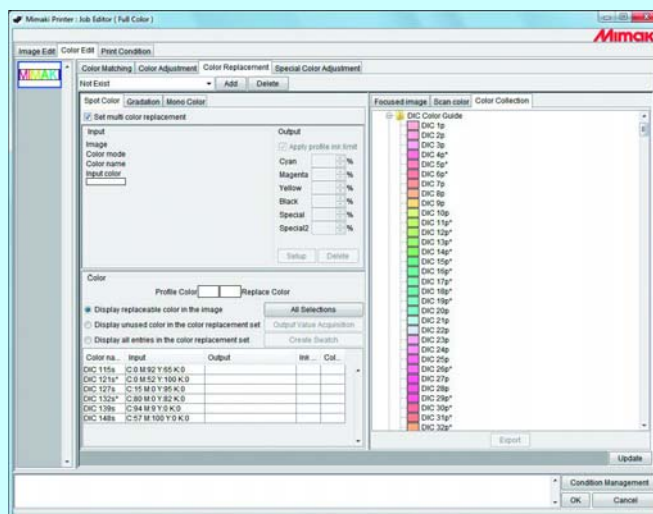 Mimaki Printer : Job Editor ( Full Color )
Mimaki
Image Edit Color Edit Print Condition
MIMAKI
Color Matching Color Adjustment Color Replacement Special Color Adjustment
Not Exist Add Delete
Spot Color Gradation Mono Color
Set multi color replacement
Input
Image
Color mode
Color name
Input color
Output
Apply profile ink limit
Cyan %
Magenta %
Yellow %
Black %
Special %
Special2 %
Setup Delete
Color
Profile Color Replace Color
Display replaceable color in the image All Selections
Display unused color in the color replacement set Output Value Acquisition
Display all entries in the color replacement set Create Swatch
Color na... Input Output Ink ... Col...
DIC 115s C:0 M:92 Y:65 K:0
DIC 121s* C:0 M:52 Y:100 K:0
DIC 127s C:15 M:0 Y:95 K:0
DIC 132s* C:80 M:0 Y:82 K:0
DIC 139s C:94 M:9 Y:0 K:0
DIC 148s C:57 M:100 Y:0 K:0
Focused image Scan color Color Collection
DIC Color Guide
DIC 1p
DIC 2p
DIC 3p
DIC 4p*
DIC 5p*
DIC 6p*
DIC 7p
DIC 8p
DIC 9p
DIC 10p
DIC 11p*
DIC 12p*
DIC 13p*
DIC 14p*
DIC 15p*
DIC 16p*
DIC 17p*
DIC 18p*
DIC 19p*
DIC 20p
DIC 21p
DIC 22p
DIC 23p
DIC 24p
DIC 25p
DIC 26p*
DIC 27p
DIC 28p
DIC 29p*
DIC 30p*
DIC 31p*
DIC 32p*
Export
Update
Condition Management
OK Cancel